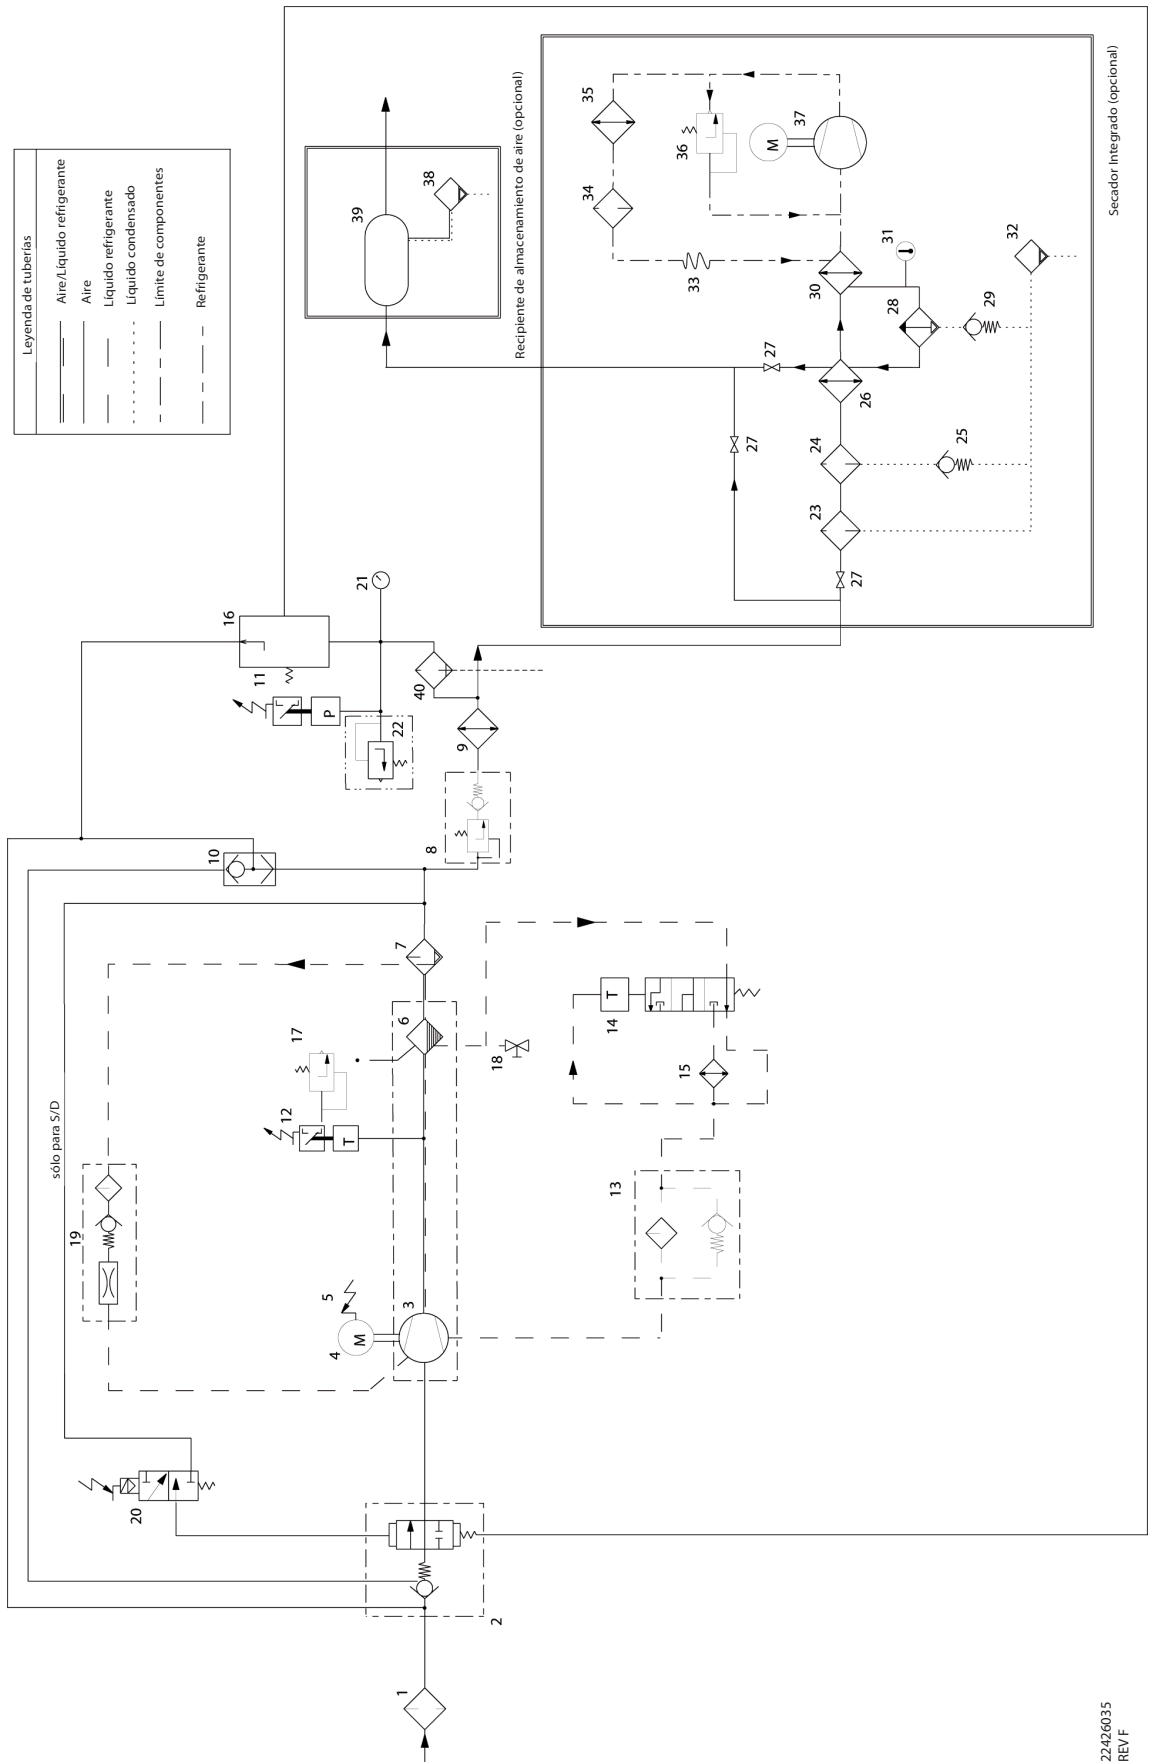 Leyenda de tuberías
Aire/Líquido refrigerante
Aire
Líquido refrigerante
Líquido condensado
Límite de componentes
Refrigerante
Recipiente de almacenamiento de aire (opcional)
39
38
Secador Integrado (opcional)
35
34
33
36
37
M
31
30
32
28
29
27
26
27
24
25
23
27
16
11
21
P
22
40
9
8
10
7
6
sólo para S/D
17
12
T
18
14
T
15
13
19
5
4
M
3
20
2
1
22426035
REV F